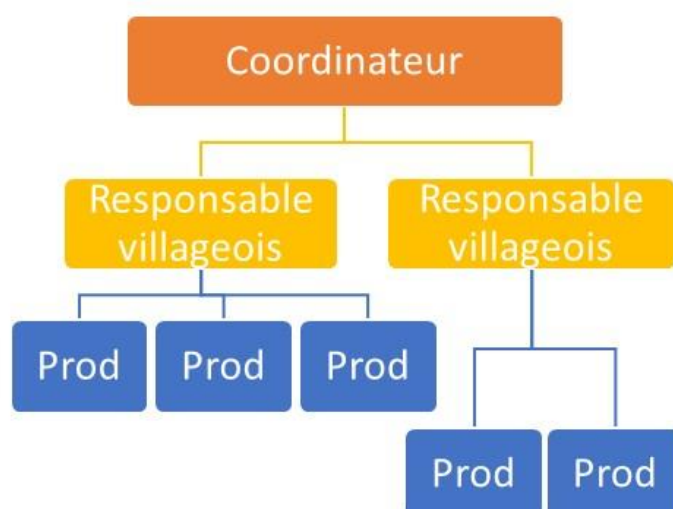 Coordinateur
Responsable
villageois
Responsable
villageois
Prod
Prod
Prod
Prod
Prod